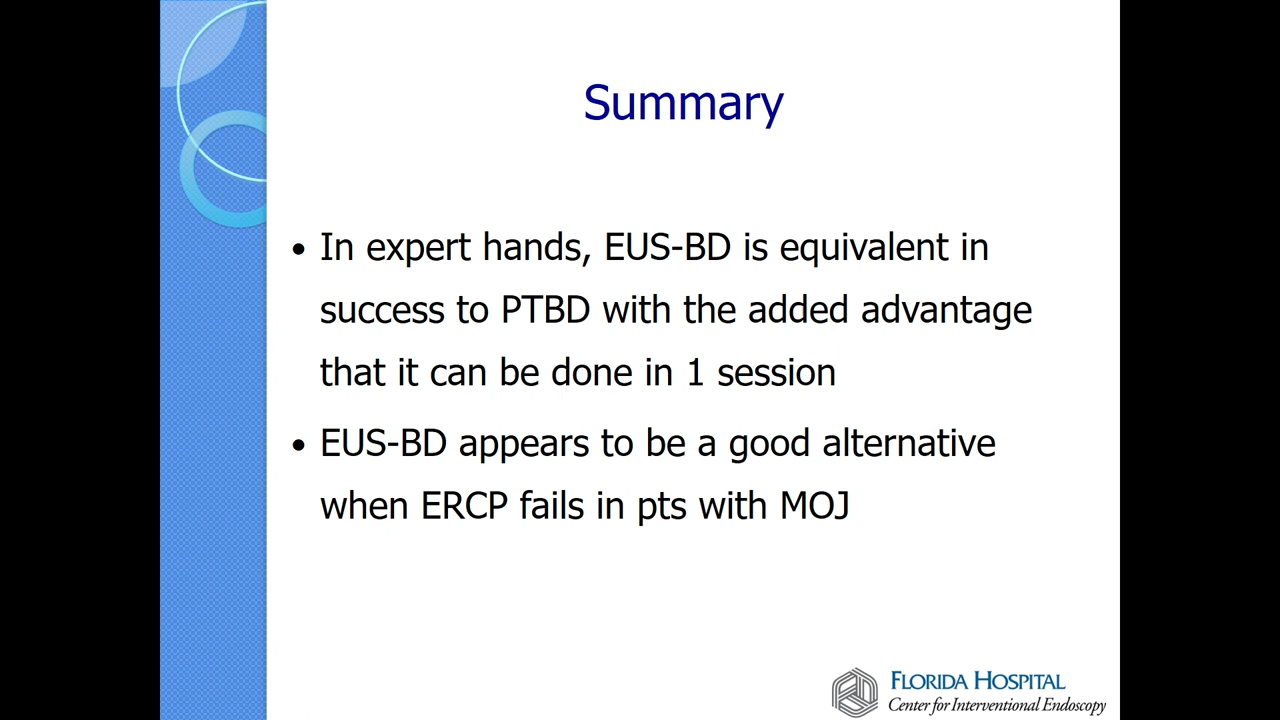 Summary
• In expert hands, EUS-BD is equivalent in
success to PTBD with the added advantage
that it can be done in 1 session
• EUS-BD appears to be a good alternative
when ERCP fails in pts with MOJ
FLORIDA HOSPITAL
Center for Interventional Endoscopy